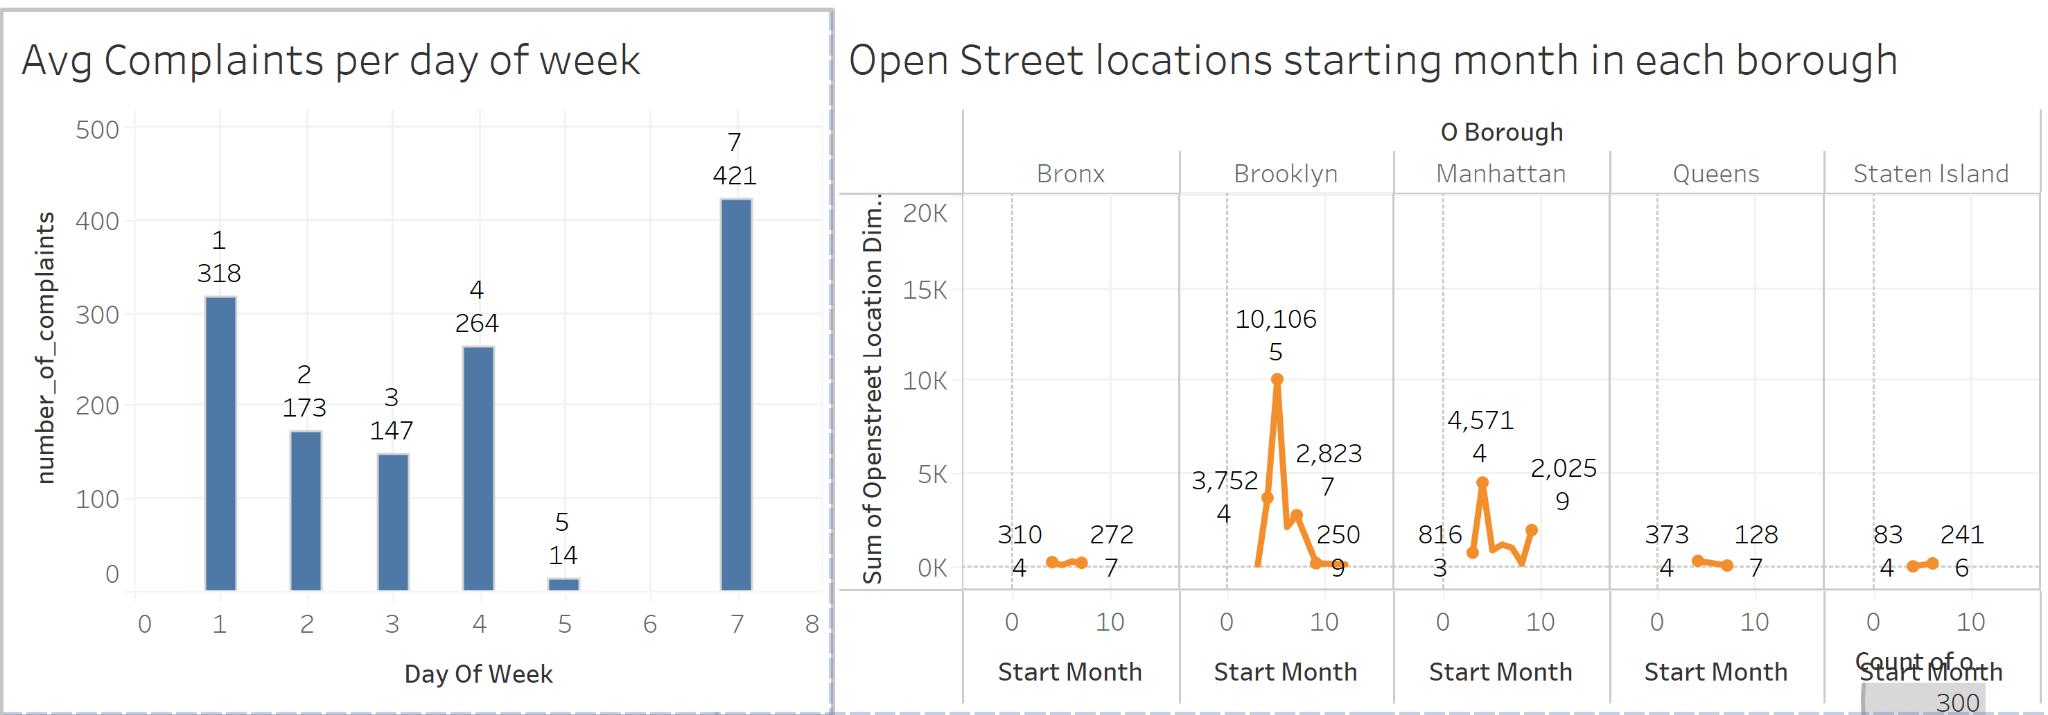 Avg Complaints per day of week
number_of_complaints
500
400
300
200
100
0
1
318
2
173
3
147
4
264
5
14
7
421
0 1 2 3 4 5 6 7 8
Day Of Week
Open Street locations starting month in each borough
O Borough
Bronx Brooklyn Manhattan Queens Staten Island
Sum of Openstreet Location Dim..
20K
15K
10K
5K
0K
310
4
272
7
3,752
4
10,106
5
2,823
7
250
9
816
3
4,571
4
2,025
9
373
4
128
7
83
4
241
6
0 10 0 10 0 10 0 10 0 10
Start Month Start Month Start Month Start Month Start Month
Count of o..
300